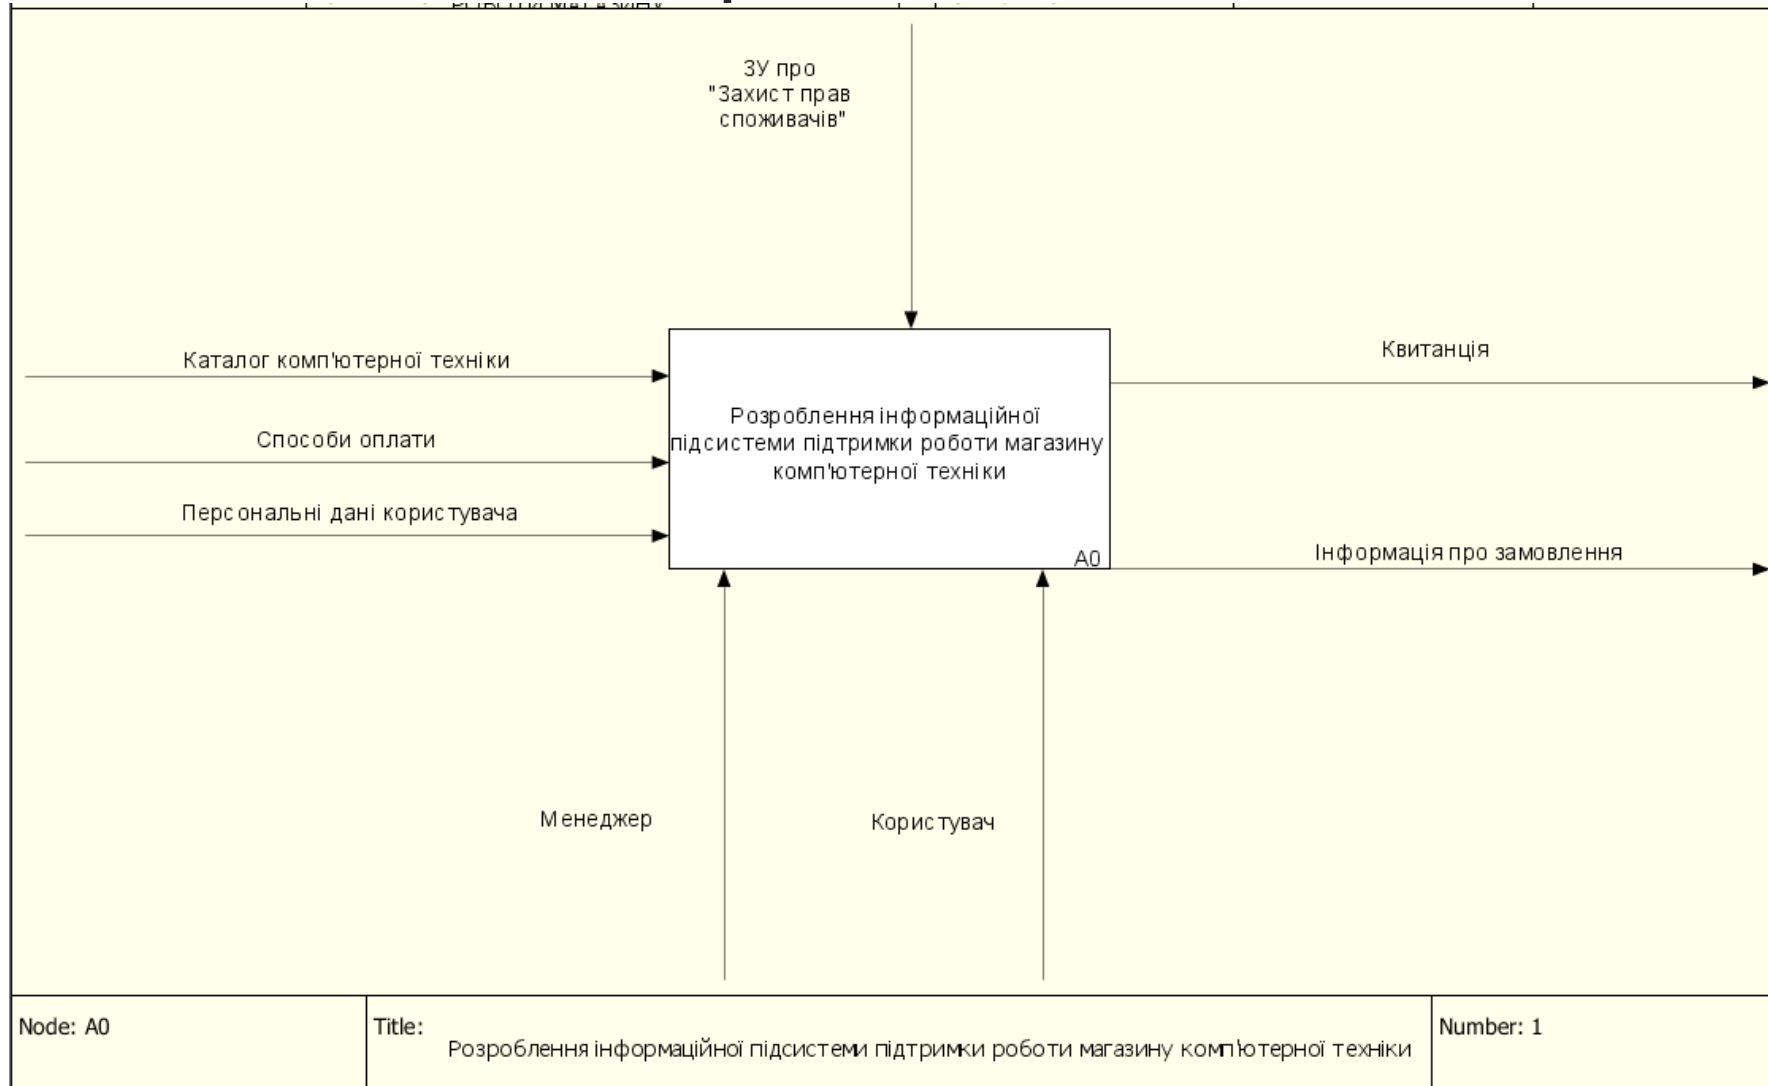 ЗУ про
"Захист прав
споживачів"
Каталог комп'ютерної техніки
Квитанція
Розроблення інформаційної
підсистеми підтримки роботи магазину
комп'ютерної техніки
Способи оплати
Персональні дані користувача
A0
Інформація про замовлення
Менеджер
Користувач
Node: A0
Title:
Розроблення інформаційної підсистеми підтримки роботи магазину комп'ютерної техніки
Number: 1